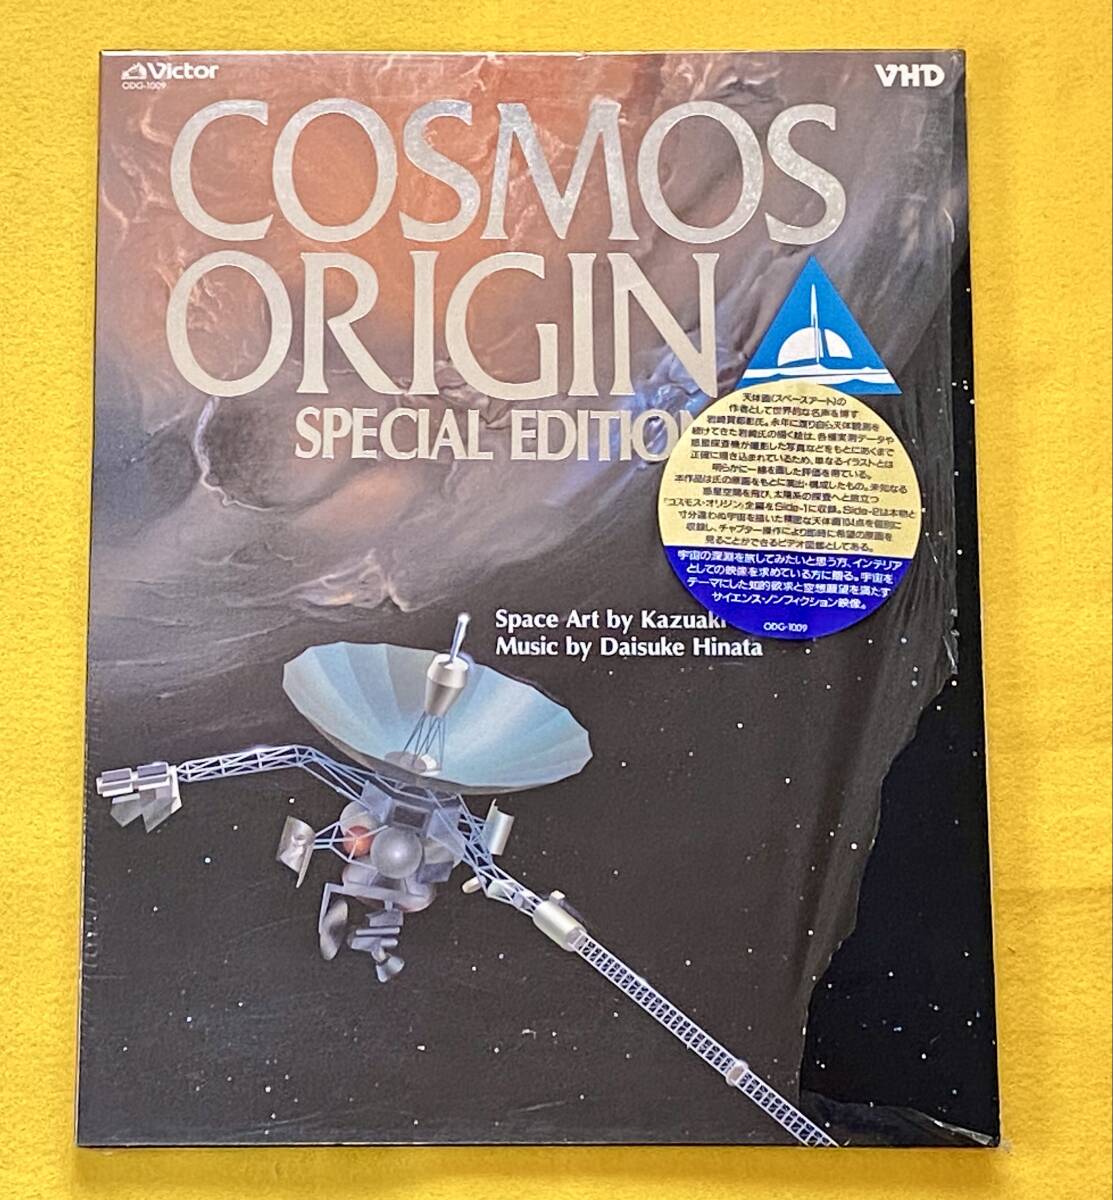 Victor
ODG-1009
VHD
COSMOS
ORIGIN
SPECIAL EDITION
天体画(スペースアート)の
作者として世界的な名声を博す
岩崎賀都彰氏。永年に渡り自ら天体観測を
続けてきた岩崎氏の描く絵は、各種実測データや
惑星探査機が撮影した写真などをもとにあくまで
正確に描き込まれているため、単なるイラストとは
明らかに一線を画した評価を得ている。
本作品は氏の原画をもとに演出・構成したもの。未知なる
惑星空間を飛び、太陽系の探査へと旅立つ
「コスモス・オリジン」全編をSide-1に収録。Side-2は本物と
寸分違わぬ宇宙を描いた精密な天体画104点を個別に
収録し、チャプター操作により即時に希望の原画を
見ることができるビデオ図鑑としてある。
宇宙の深淵を旅してみたいと思う方、インテリア
としての映像を求めている方に贈る。宇宙を
テーマにした知的欲求と空想願望を満たす
サイエンス・ノンフィクション映像。
ODG-1009
Space Art by Kazuaki
Music by Daisuke Hinata